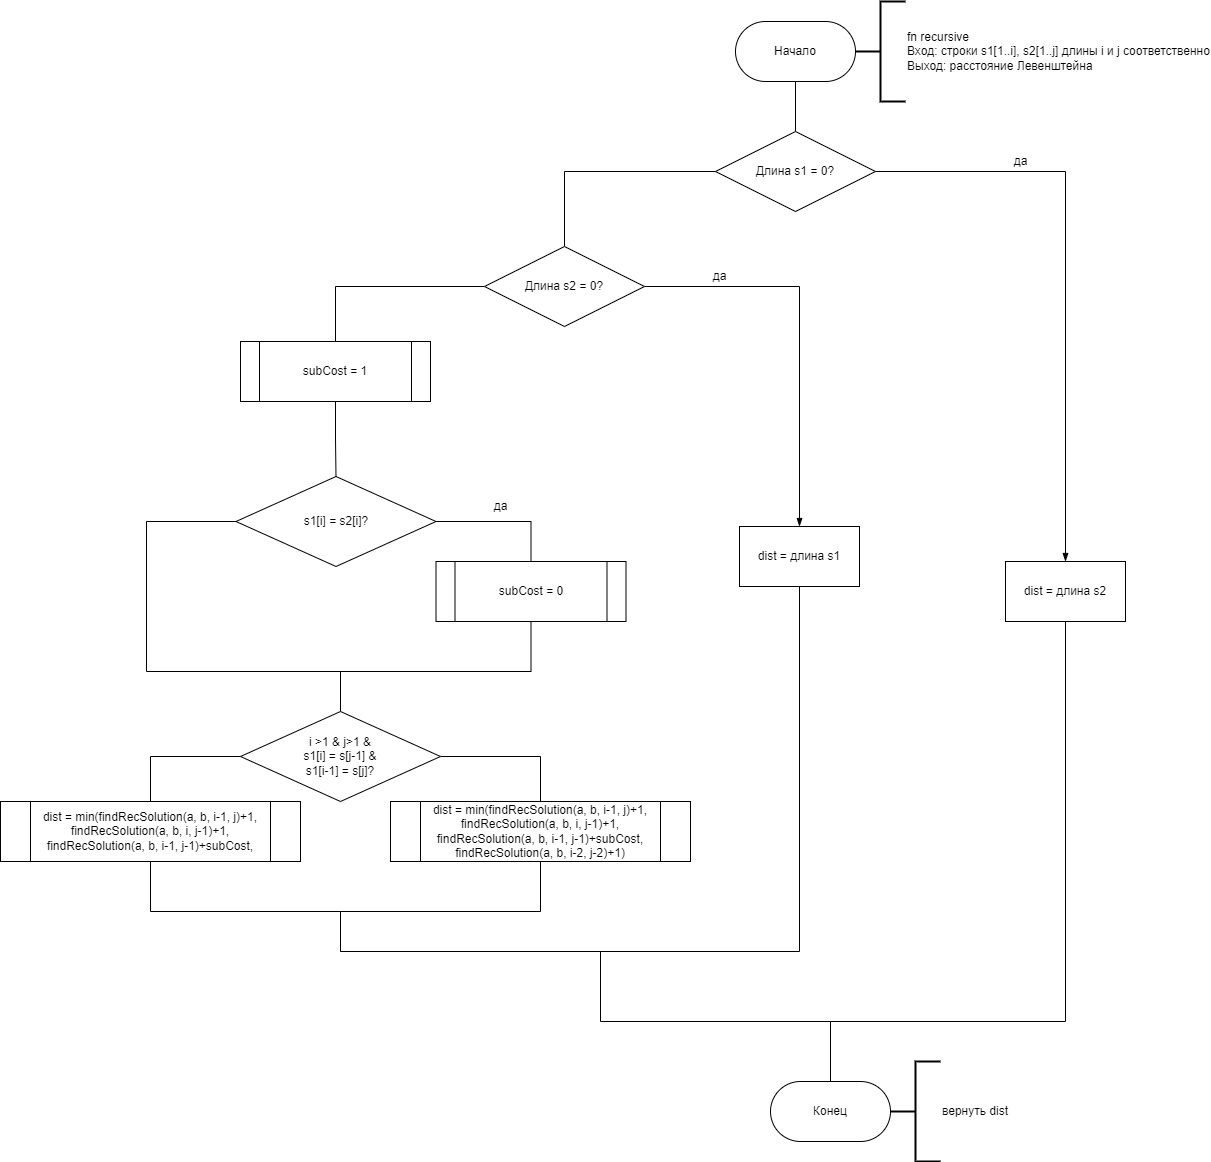 Начало
fn recursive
Вход: строки s1[1..i], s2[1..j] длины i и j соответственно
Выход: расстояние Левенштейна
Длина s1 = 0?
да
Длина s2 = 0?
да
subCost = 1
s1[i] = s2[i]?
да
subCost = 0
dist = длина s1
dist = длина s2
i >1 & j>1 &
s1[i] = s[j-1] &
s1[i-1] = s[j]?
dist = min(findRecSolution(a, b, i-1, j)+1,
findRecSolution(a, b, i, j-1)+1,
findRecSolution(a, b, i-1, j-1)+subCost,
dist = min(findRecSolution(a, b, i-1, j)+1,
findRecSolution(a, b, i, j-1)+1,
findRecSolution(a, b, i-1, j-1)+subCost,
findRecSolution(a, b, i-2, j-2)+1)
Конец
вернуть dist